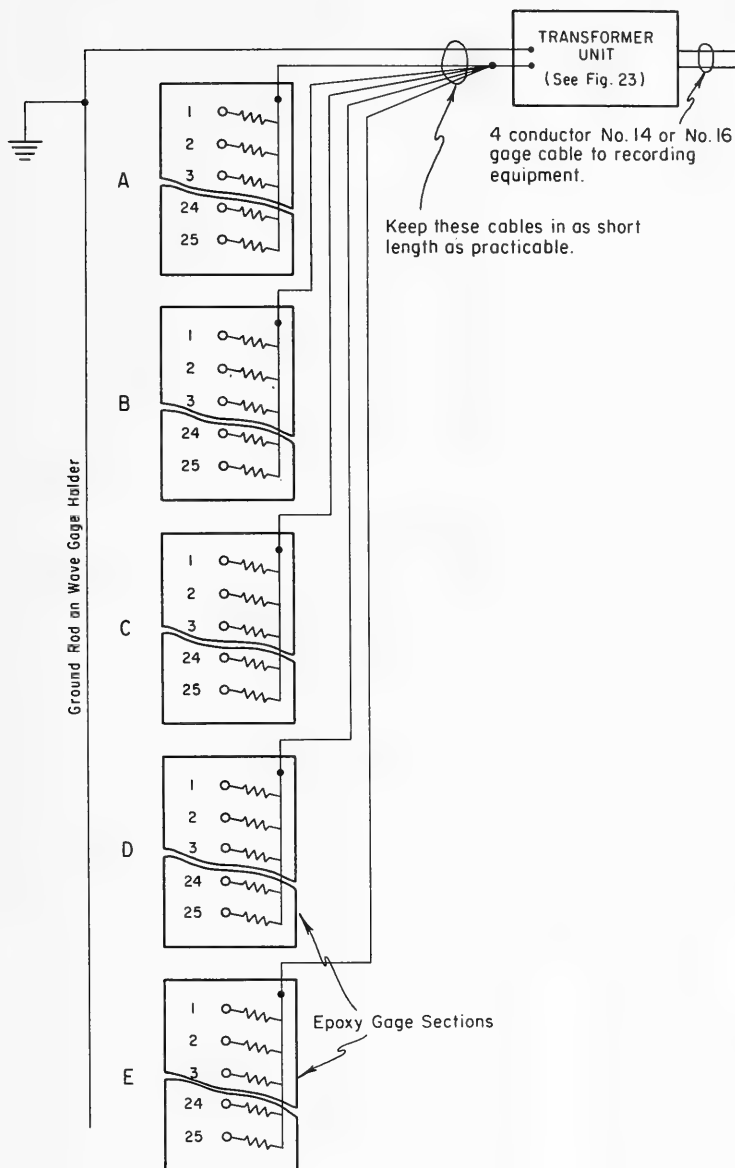 TRANSFORMER
UNIT
(See Fig. 23)
4 conductor No. 14 or No. 16
gage cable to recording
equipment.
Keep these cables in as short
length as practicable.
A
1
2
3
24
25
B
1
2
3
24
25
C
1
2
3
24
25
D
1
2
3
24
25
E
1
2
3
24
25
Ground Rod on Wave Gage Holder
Epoxy Gage Sections